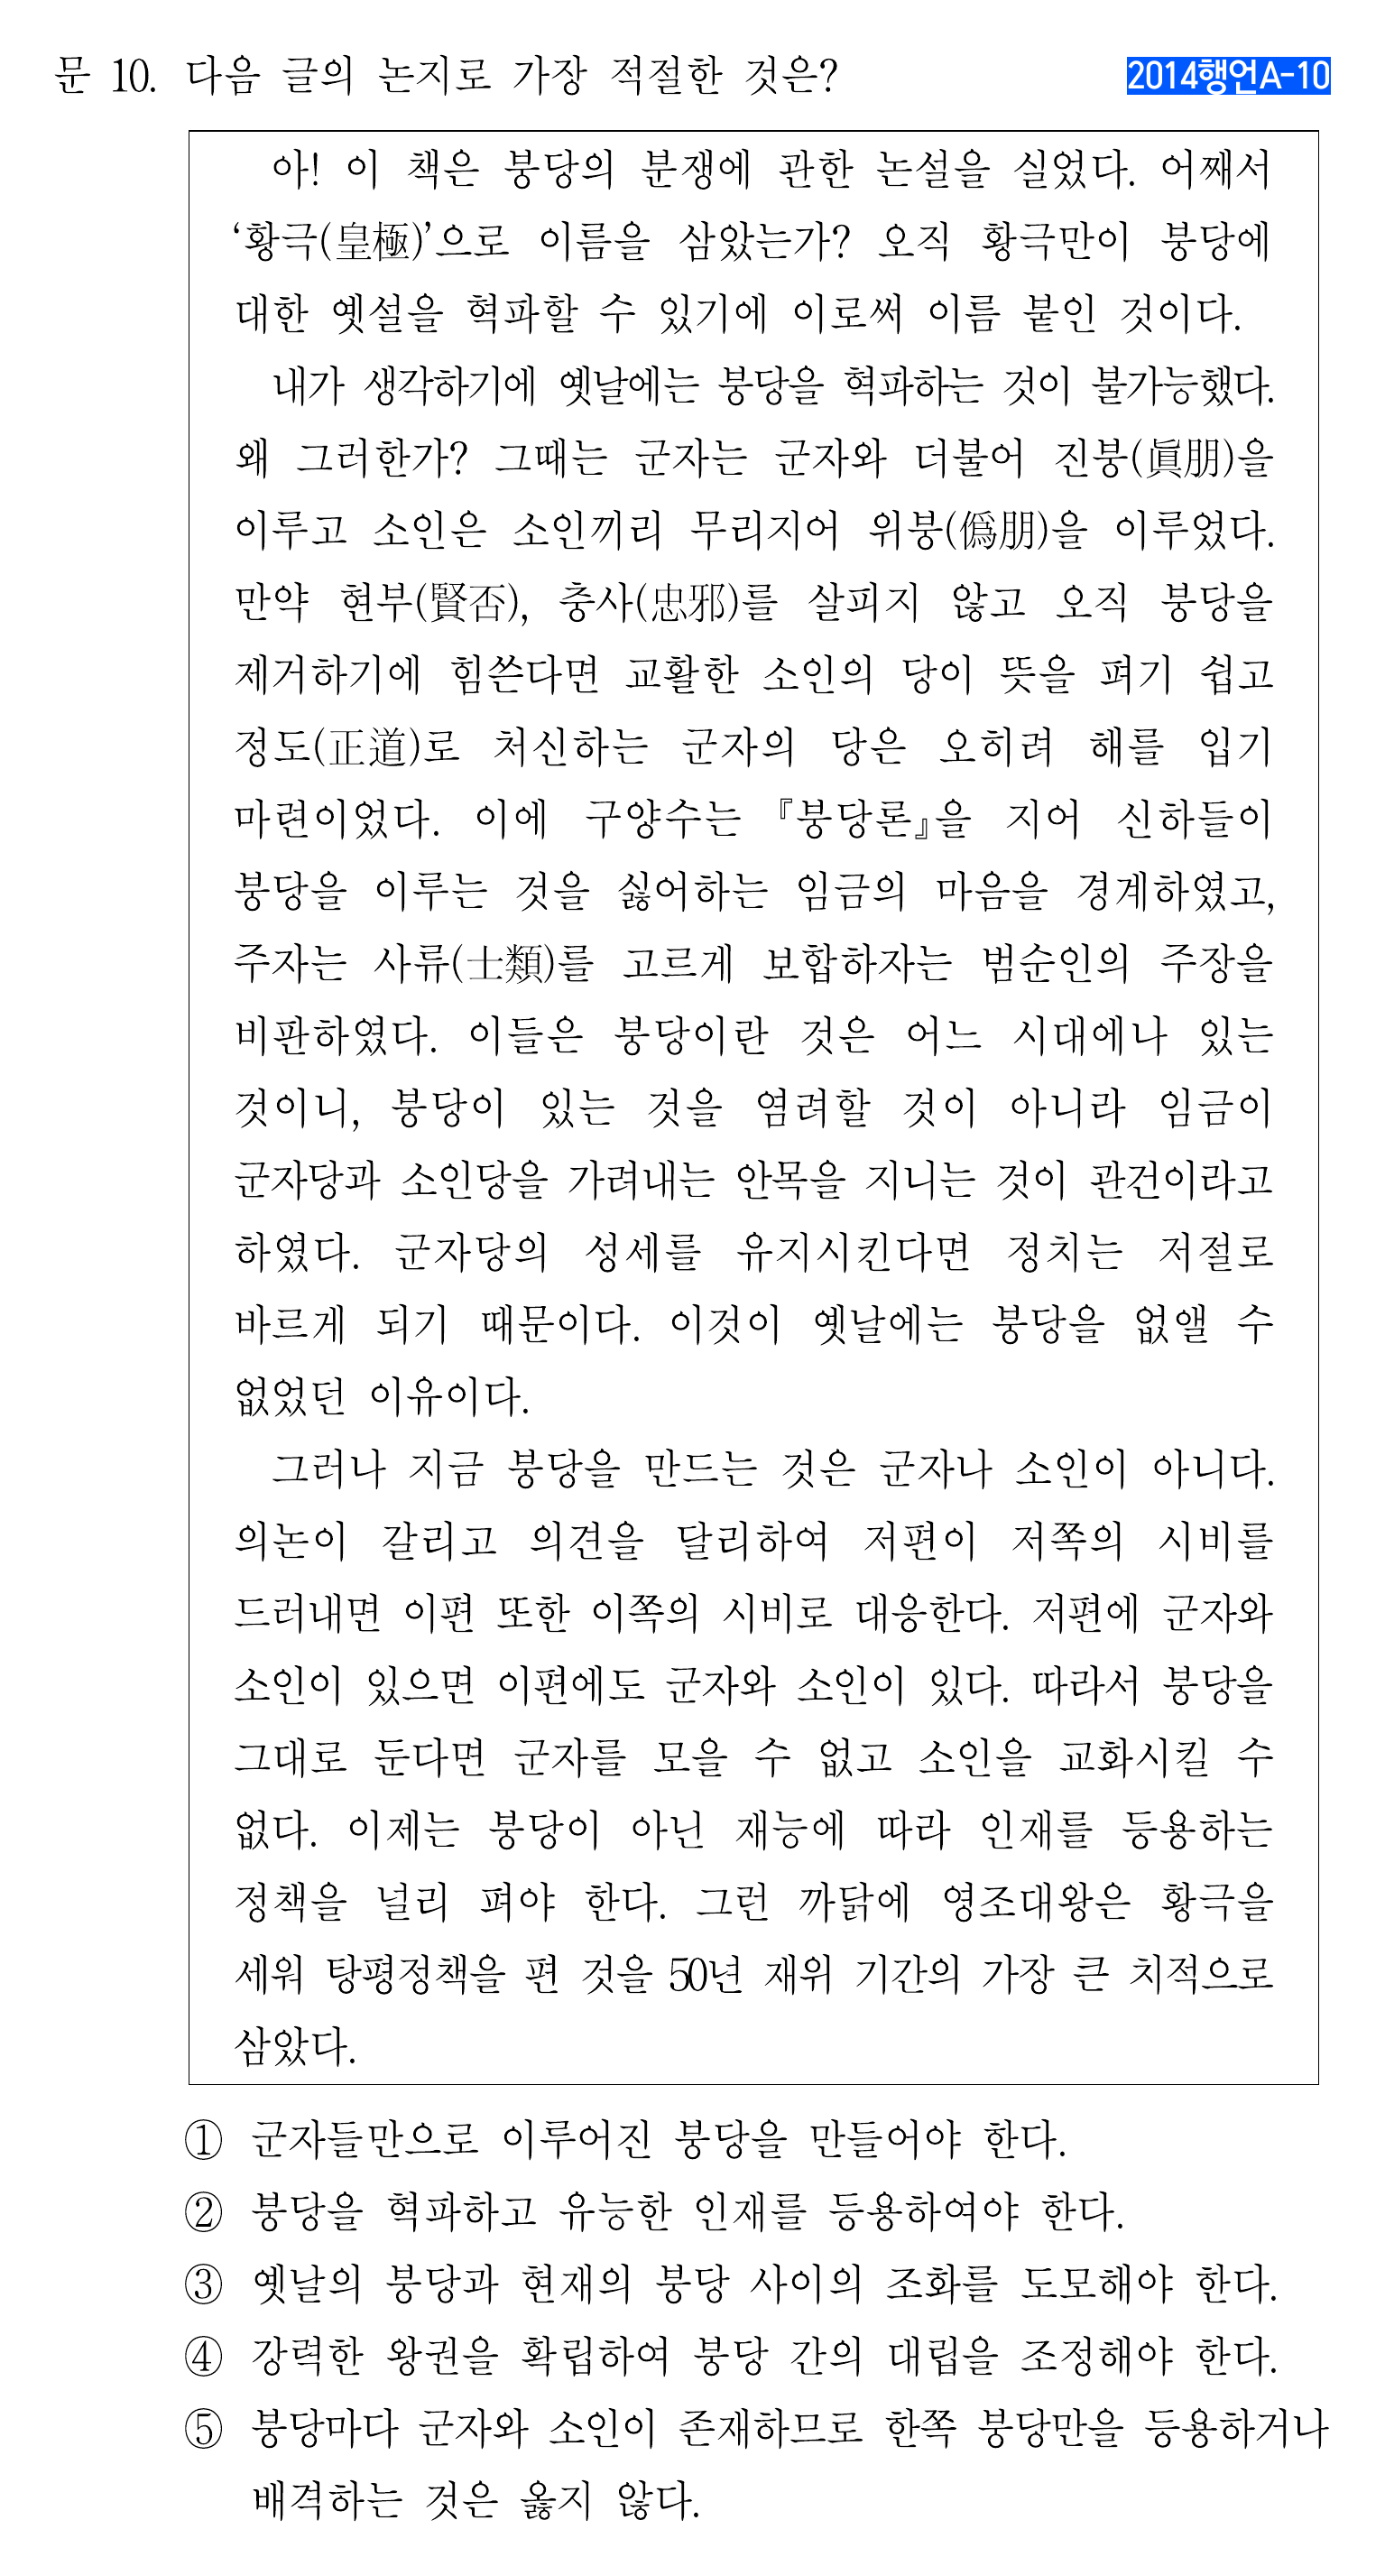 문 10. 다음 글의 논지로 가장 적절한 것은?
2014행언A-10
아! 이 책은 붕당의 분쟁에 관한 논설을 실었다. 어째서
‘황극(皇極)’으로 이름을 삼았는가? 오직 황극만이 붕당에
대한 옛설을 혁파할 수 있기에 이로써 이름 붙인 것이다.
내가 생각하기에 옛날에는 붕당을 혁파하는 것이 불가능했다.
왜 그러한가? 그때는 군자는 군자와 더불어 진붕(眞朋)을
이루고 소인은 소인끼리 무리지어 위붕(僞朋)을 이루었다.
만약 현부(賢否), 충사(忠邪)를 살피지 않고 오직 붕당을
제거하기에 힘쓴다면 교활한 소인의 당이 뜻을 펴기 쉽고
정도(正道)로 처신하는 군자의 당은 오히려 해를 입기
마련이었다. 이에 구양수는 『붕당론』을 지어 신하들이
붕당을 이루는 것을 싫어하는 임금의 마음을 경계하였고,
주자는 사류(士類)를 고르게 보합하자는 범순인의 주장을
비판하였다. 이들은 붕당이란 것은 어느 시대에나 있는
것이니, 붕당이 있는 것을 염려할 것이 아니라 임금이
군자당과 소인당을 가려내는 안목을 지니는 것이 관건이라고
하였다. 군자당의 성세를 유지시킨다면 정치는 저절로
바르게 되기 때문이다. 이것이 옛날에는 붕당을 없앨 수
없었던 이유이다.
그러나 지금 붕당을 만드는 것은 군자나 소인이 아니다.
의논이 갈리고 의견을 달리하여 저편이 저쪽의 시비를
드러내면 이편 또한 이쪽의 시비로 대응한다. 저편에 군자와
소인이 있으면 이편에도 군자와 소인이 있다. 따라서 붕당을
그대로 둔다면 군자를 모을 수 없고 소인을 교화시킬 수
없다. 이제는 붕당이 아닌 재능에 따라 인재를 등용하는
정책을 널리 펴야 한다. 그런 까닭에 영조대왕은 황극을
세워 탕평정책을 편 것을 50년 재위 기간의 가장 큰 치적으로
삼았다.
① 군자들만으로 이루어진 붕당을 만들어야 한다.
② 붕당을 혁파하고 유능한 인재를 등용하여야 한다.
③ 옛날의 붕당과 현재의 붕당 사이의 조화를 도모해야 한다.
④ 강력한 왕권을 확립하여 붕당 간의 대립을 조정해야 한다.
⑤ 붕당마다 군자와 소인이 존재하므로 한쪽 붕당만을 등용하거나
배격하는 것은 옳지 않다.